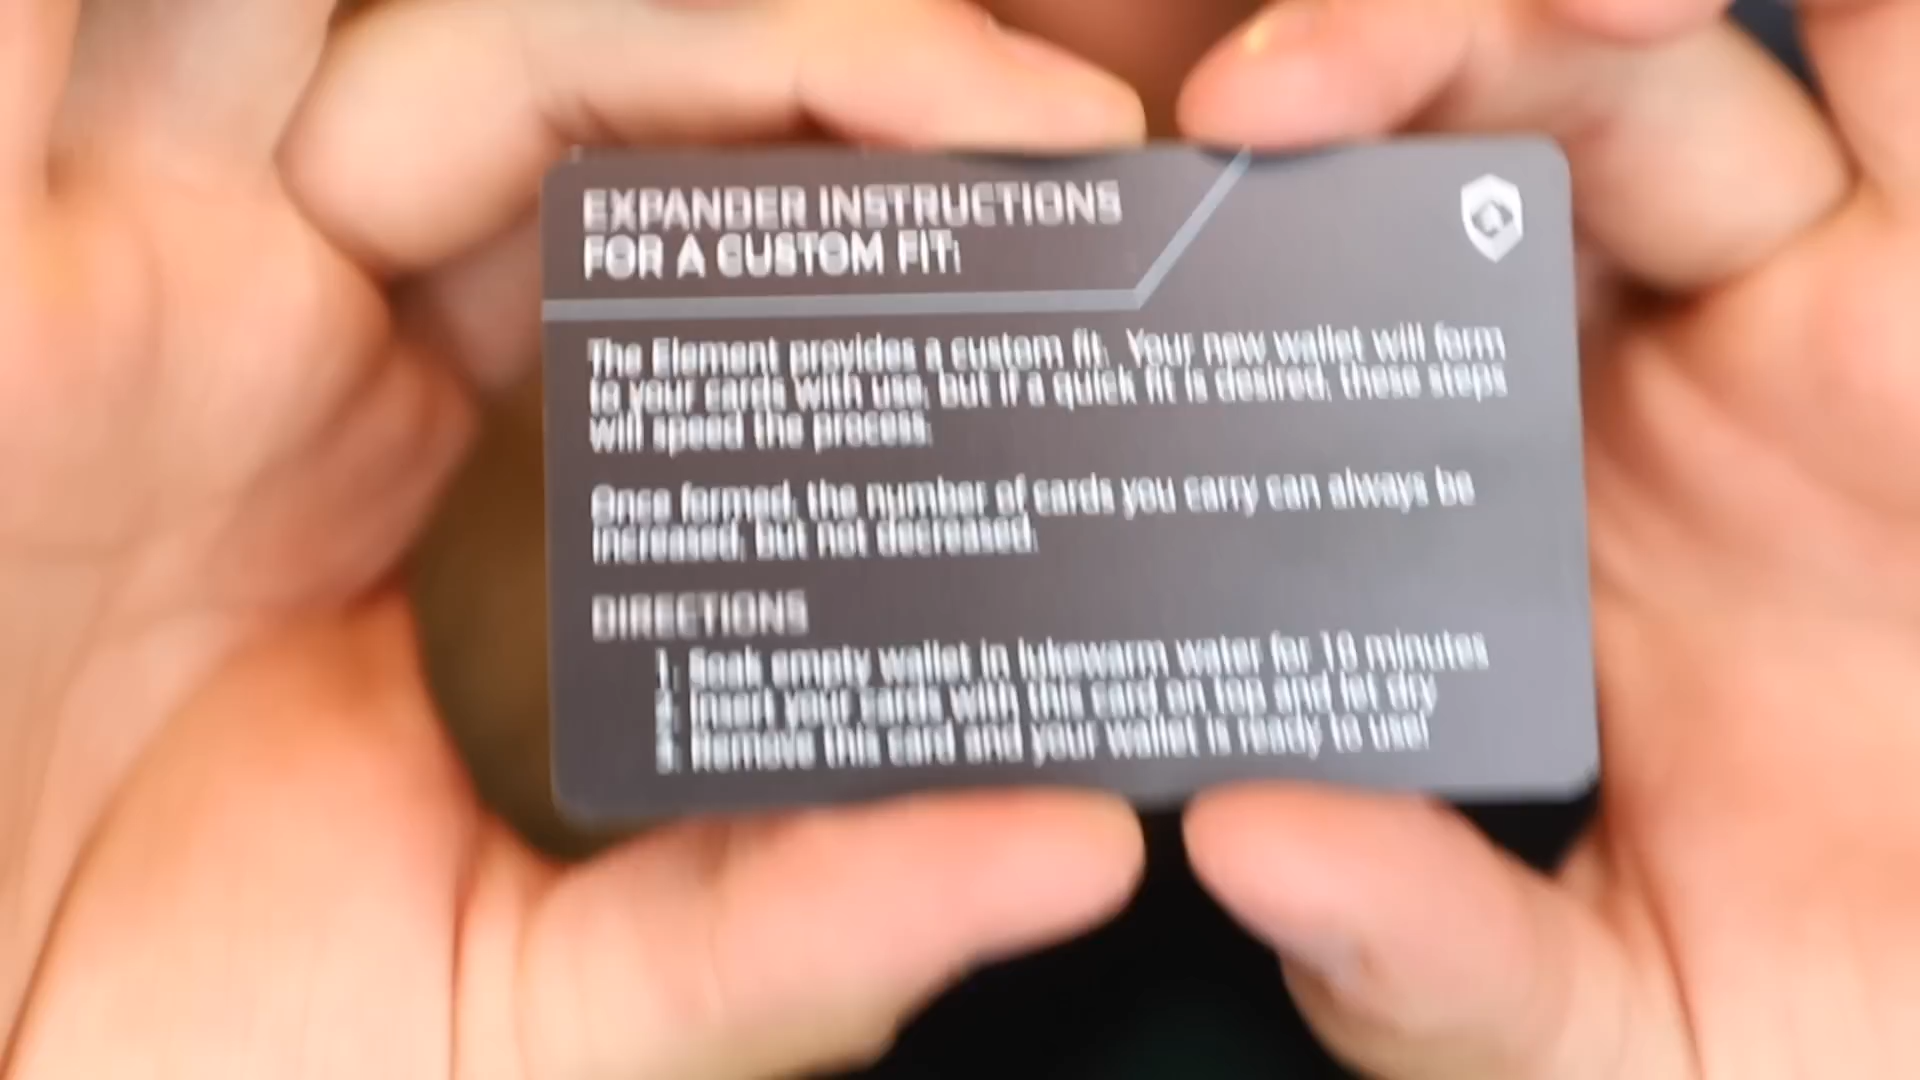 EXPANDER INSTRUCTIONS
FOR A CUSTOM FIT:
The Element provides a custom fit. Your new wallet will form
to your cards with use, but if a quick fit is desired, these steps
will speed the process.
Once formed, the number of cards you carry can always be
increased, but not decreased.
DIRECTIONS
1. Soak empty wallet in lukewarm water for 10 minutes
2. Insert your cards with this card on top and let dry
3. Remove this card and your wallet is ready to use!